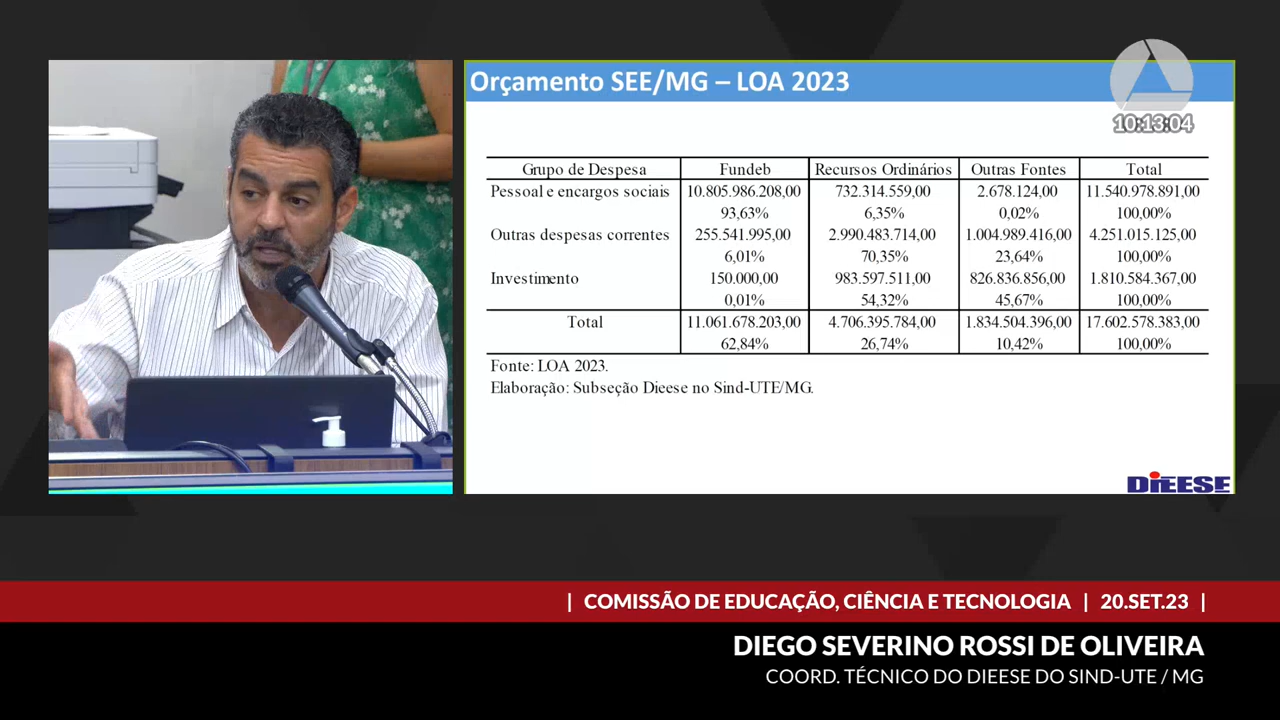 Orçamento SEE/MG – LOA 2023
10:13:04
Grupo de Despesa Fundeb Recursos Ordinários Outras Fontes Total
Pessoal e encargos sociais 10.805.986.208,00 732.314.559,00 2.678.124,00 11.540.978.891,00
93,63% 6,35% 0,02% 100,00%
Outras despesas correntes 255.541.995,00 2.990.483.714,00 1.004.989.416,00 4.251.015.125,00
6,01% 70,35% 23,64% 100,00%
Investimento 150.000,00 983.597.511,00 826.836.856,00 1.810.584.367,00
0,01% 54,32% 45,67% 100,00%
Total 11.061.678.203,00 4.706.395.784,00 1.834.504.396,00 17.602.578.383,00
62,84% 26,74% 10,42% 100,00%
Fonte: LOA 2023.
Elaboração: Subseção Dieese no Sind-UTE/MG.
DIEESE
| COMISSÃO DE EDUCAÇÃO, CIÊNCIA E TECNOLOGIA | 20.SET.23 |
DIEGO SEVERINO ROSSI DE OLIVEIRA
COORD. TÉCNICO DO DIEESE DO SIND-UTE / MG